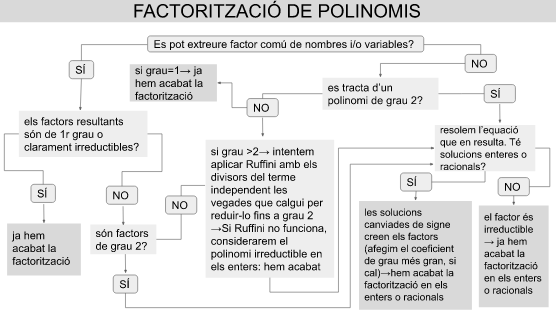 FACTORITZACIÓ DE POLINOMIS
Es pot extreure factor comú de nombres i/o variables?
SÍ
NO
si grau=1→ ja
hem acabat la
factorització
es tracta d'un
polinomi de grau 2?
NO
SÍ
els factors resultants
són de 1r grau o
clarament irreductibles?
si grau >2→ intentem
aplicar Ruffini amb els
divisors del terme
independent les
vegades que calgui per
reduir-lo fins a grau 2
→Si Ruffini no funciona,
considerarem el
polinomi irreductible en
els enters: hem acabat
resolem l'equació
que en resulta. Té
solucions enteres o
racionals?
SÍ
NO
NO
SÍ
NO
ja hem
acabat la
factorització
són factors
de grau 2?
SÍ
les solucions
canviades de signe
creen els factors
(afegim el coeficient
de grau més gran, si
cal)→hem acabat la
factorització en els
enters o racionals
el factor és
irreductible
→ ja hem
acabat la
factorització
en els enters
o racionals